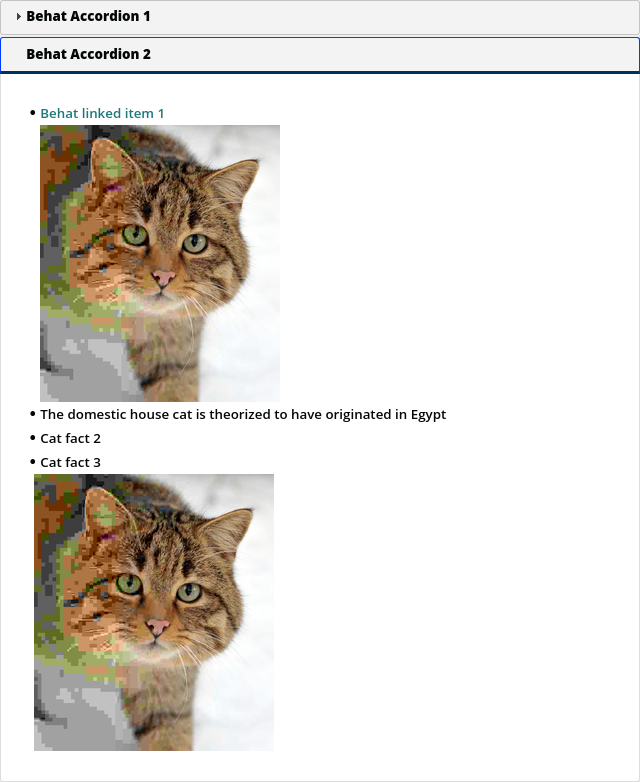 Behat Accordion 1
Behat Accordion 2
Behat linked item 1
The domestic house cat is theorized to have originated in Egypt
Cat fact 2
Cat fact 3